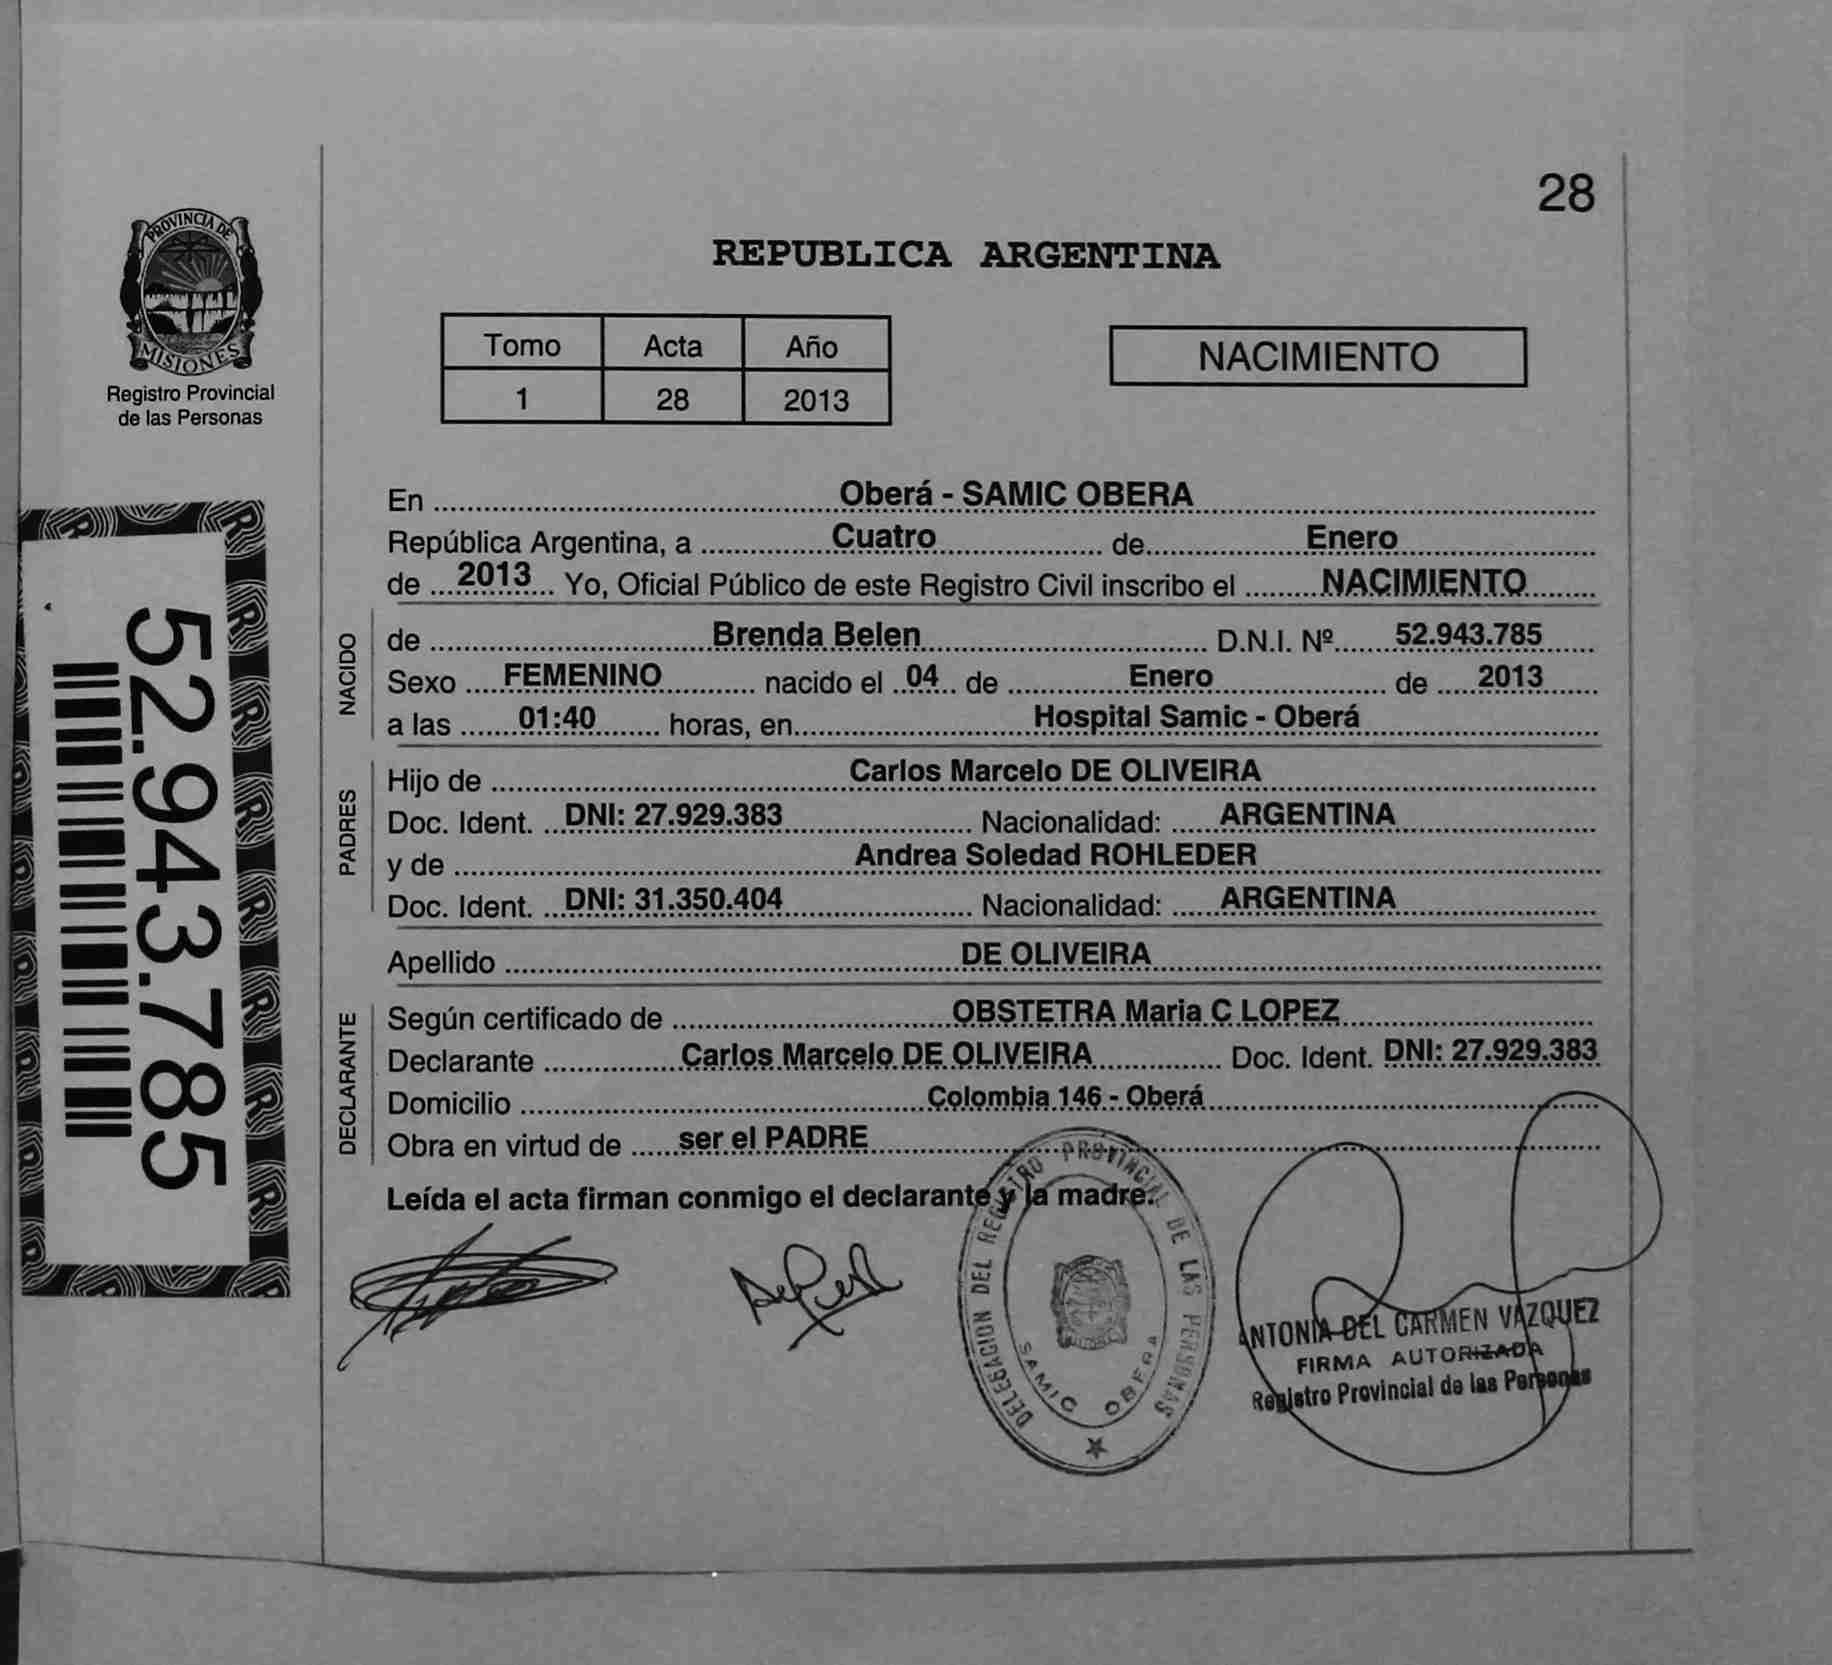 28
PROVINCIA DE
MISIONES
Registro Provincial
de las Personas
REPUBLICA ARGENTINA
Tomo Acta Año
1 28 2013
NACIMIENTO
En Oberá - SAMIC OBERA
República Argentina, a Cuatro de Enero
de 2013 Yo, Oficial Público de este Registro Civil inscribo el NACIMIENTO
NACIDO
de Brenda Belen D.N.I. Nº 52.943.785
Sexo FEMENINO nacido el 04 de Enero de 2013
a las 01:40 horas, en Hospital Samic - Oberá
PADRES
Hijo de Carlos Marcelo DE OLIVEIRA
Doc. Ident. DNI: 27.929.383 Nacionalidad: ARGENTINA
y de Andrea Soledad ROHLEDER
Doc. Ident. DNI: 31.350.404 Nacionalidad: ARGENTINA
Apellido DE OLIVEIRA
DECLARANTE
Según certificado de OBSTETRA Maria C LOPEZ
Declarante Carlos Marcelo DE OLIVEIRA Doc. Ident. DNI: 27.929.383
Domicilio Colombia 146 - Oberá
Obra en virtud de ser el PADRE
Leída el acta firman conmigo el declarante y la madre.
52.943.785
DELEGACION DEL REGISTRO PROVINCIAL DE LAS PERSONAS
SAMIC OBERA
ANTONIA DEL CARMEN VAZQUEZ
FIRMA AUTORIZADA
Registro Provincial de las Personas